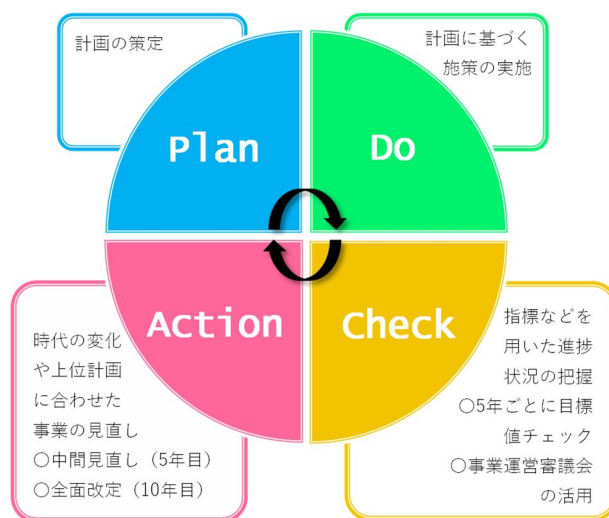 計画の策定
計画に基づく
施策の実施
Plan
Do
Action
Check
時代の変化
や上位計画
に合わせた
事業の見直し
〇中間見直し（5年目）
〇全面改定（10年目）
指標などを
用いた進捗
状況の把握
〇5年ごとに目標
値チェック
〇事業運営審議会
の活用